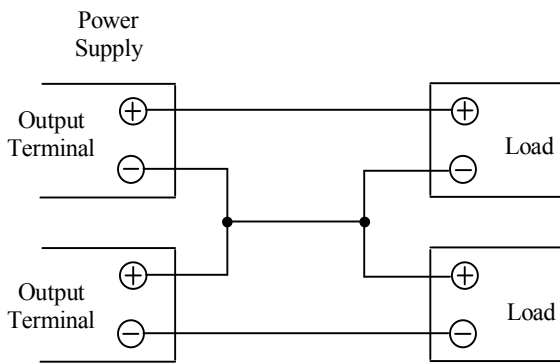 Power
Supply
Output
Terminal
+
−
+
−
Load
Output
Terminal
+
−
+
−
Load